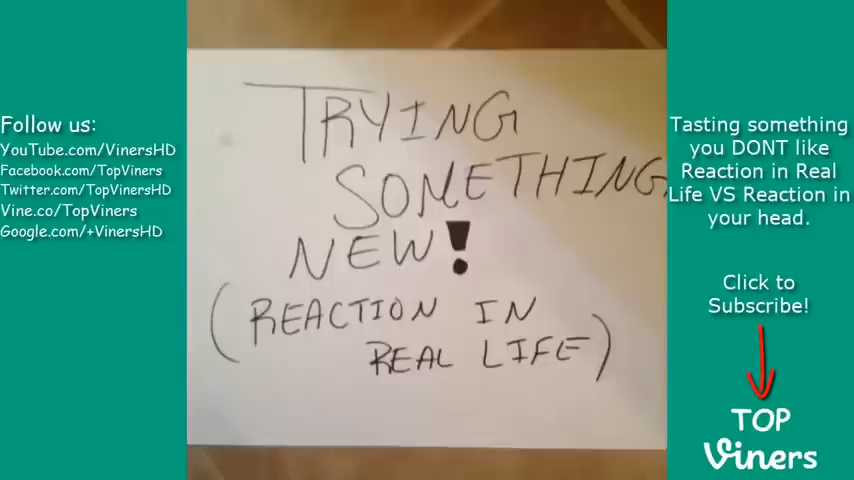 Follow us:
YouTube.com/VinersHD
Facebook.com/TopViners
Twitter.com/TopVinersHD
Vine.co/TopViners
Google.com/+VinersHD
TRYING
SOMETHING
NEW!
(REACTION IN
REAL LIFE)
Tasting something
you DONT like
Reaction in Real
Life VS Reaction in
your head.
Click to
Subscribe!
TOP
Viners